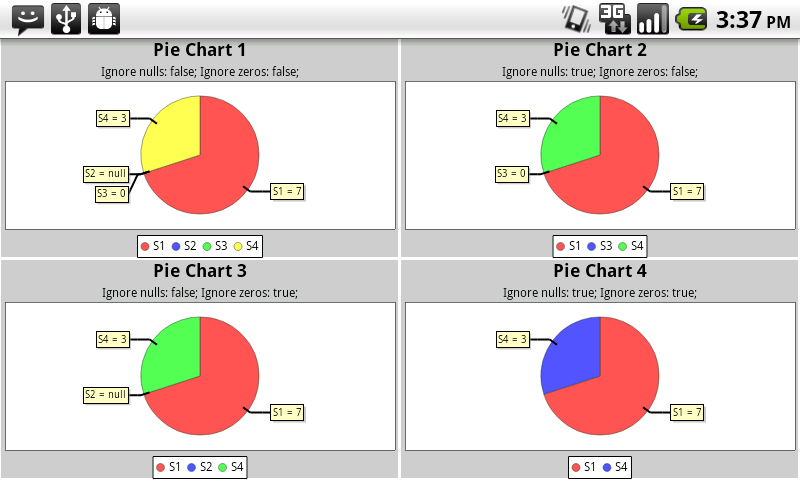 3G 3:37 PM
Pie Chart 1
Ignore nulls: false; Ignore zeros: false;
S4 = 3
S2 = null
S3 = 0
S1 = 7
S1 S2 S3 S4
Pie Chart 2
Ignore nulls: true; Ignore zeros: false;
S4 = 3
S3 = 0
S1 = 7
S1 S3 S4
Pie Chart 3
Ignore nulls: false; Ignore zeros: true;
S4 = 3
S2 = null
S1 = 7
S1 S2 S4
Pie Chart 4
Ignore nulls: true; Ignore zeros: true;
S4 = 3
S1 = 7
S1 S4